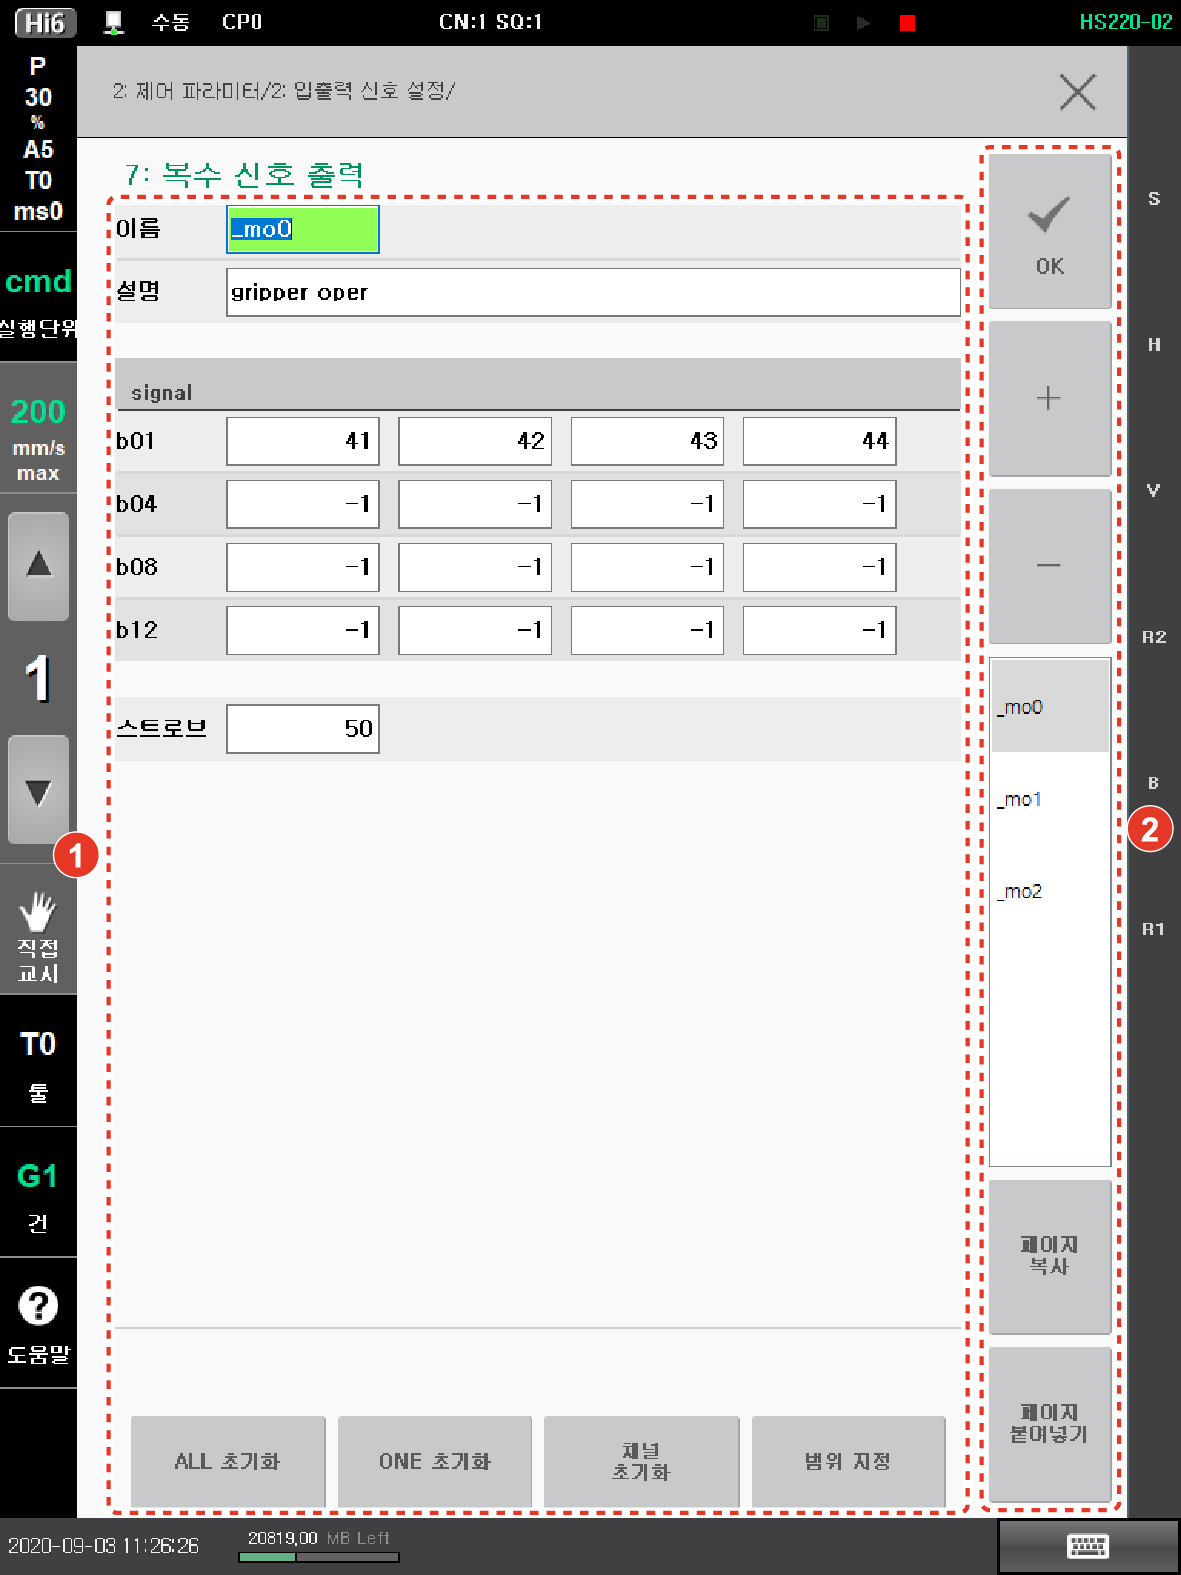 Hi6 수동 CP0 CN:1 SQ:1 HS220-02
P
30
%
A5
T0
ms0
cmd
실행단위
200
mm/s
max
1
직접
교시
T0
툴
G1
건
도움말
2: 제어 파라미터/2: 입출력 신호 설정/
7: 복수 신호 출력
이름 _mo0
설명 gripper oper
signal
b01 41 42 43 44
b04 -1 -1 -1 -1
b08 -1 -1 -1 -1
b12 -1 -1 -1 -1
스트로브 50
1
ALL 초기화 ONE 초기화
채널
초기화
범위 지정
OK
+
−
_mo0
_mo1
_mo2
페이지
복사
페이지
붙여넣기
2
S
H
V
R2
B
R1
2020-09-03 11:26:26 20819,00 MB Left